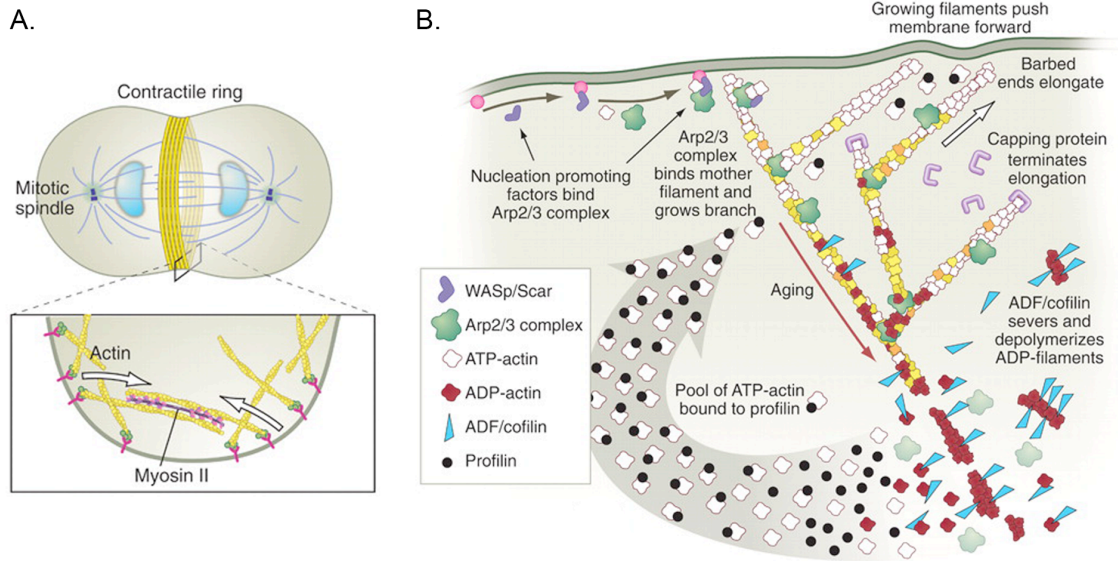 A.
Contractile ring
Mitotic
spindle
Actin
Myosin II
B.
Growing filaments push
membrane forward
Barbed
ends elongate
Nucleation promoting
factors bind
Arp2/3 complex
Arp2/3
complex
binds mother
filament and
grows branch
Capping protein
terminates
elongation
Aging
WASp/Scar
Arp2/3 complex
ATP-actin
ADP-actin
ADF/cofilin
Profilin
Pool of ATP-actin
bound to profilin
ADF/cofilin
severs and
depolymerizes
ADP-filaments